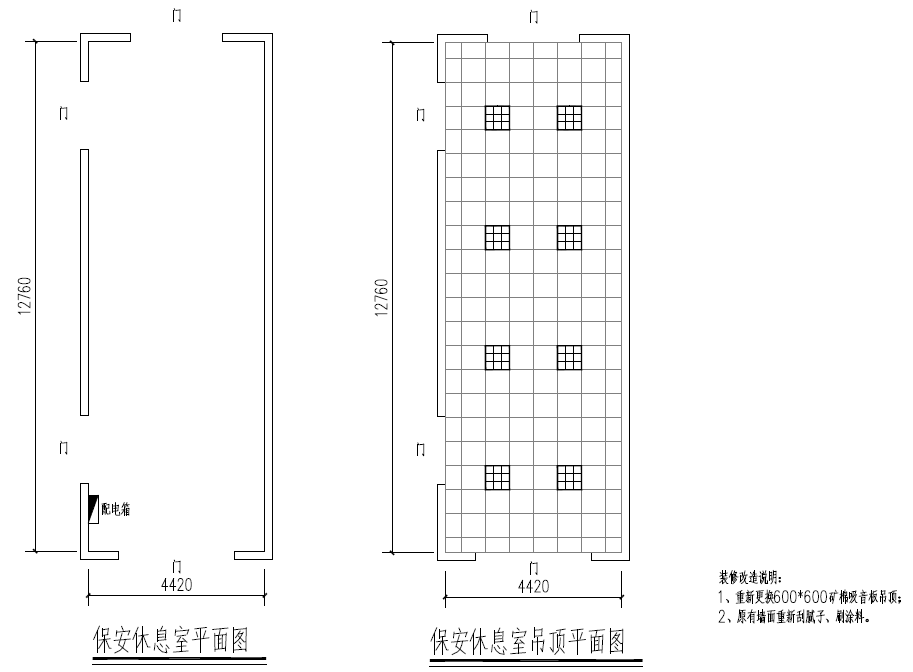 门
门
12760
门
配电箱
门
4420
保安休息室平面图
门
门
12760
门
门
4420
保安休息室吊顶平面图
装修改造说明：
1、重新更换600*600矿棉吸音板吊顶；
2、原有墙面重新刮腻子、刷涂料。